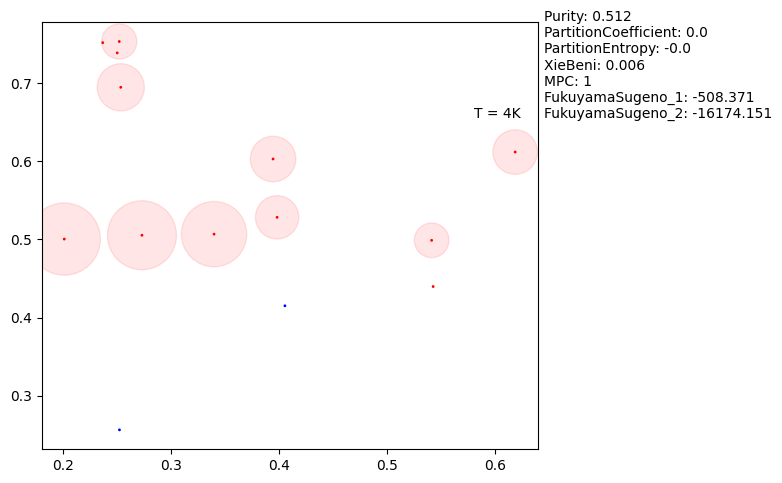 Purity: 0.512
PartitionCoefficient: 0.0
PartitionEntropy: -0.0
XieBeni: 0.006
MPC: 1
FukuyamaSugeno_1: -508.371
FukuyamaSugeno_2: -16174.151
T = 4K
0.7
0.6
0.5
0.4
0.3
0.2 0.3 0.4 0.5 0.6